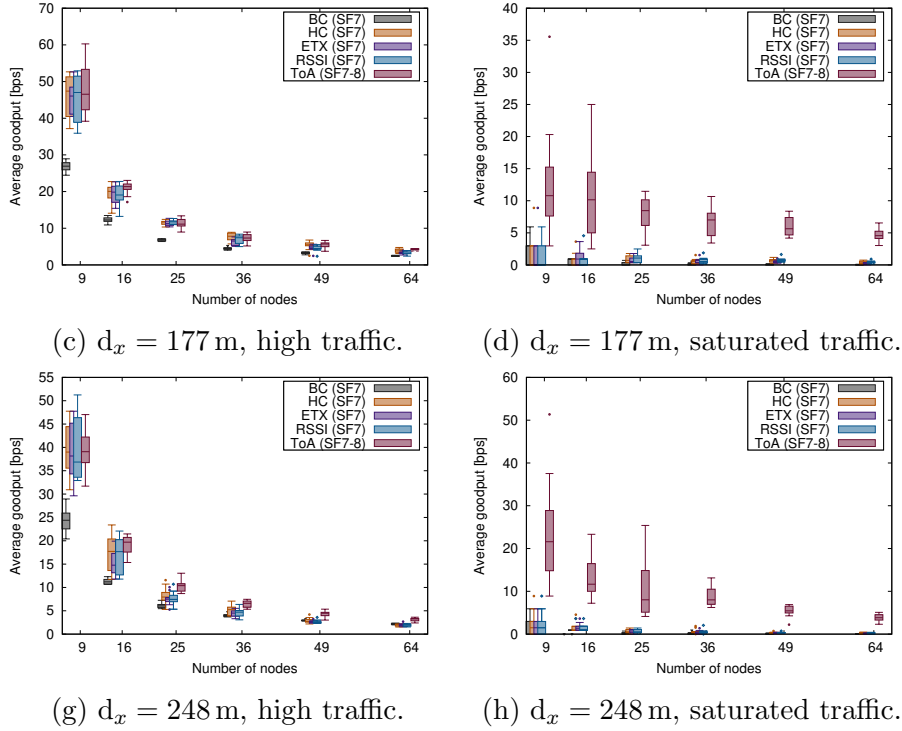 70
60
50
40
30
20
10
0
Average goodput [bps]
BC (SF7)
HC (SF7)
ETX (SF7)
RSSI (SF7)
ToA (SF7-8)
9 16 25 36 49 64
Number of nodes
(c) dₓ = 177 m, high traffic.
40
35
30
25
20
15
10
5
0
Average goodput [bps]
BC (SF7)
HC (SF7)
ETX (SF7)
RSSI (SF7)
ToA (SF7-8)
9 16 25 36 49 64
Number of nodes
(d) dₓ = 177 m, saturated traffic.
55
50
45
40
35
30
25
20
15
10
5
0
Average goodput [bps]
BC (SF7)
HC (SF7)
ETX (SF7)
RSSI (SF7)
ToA (SF7-8)
9 16 25 36 49 64
Number of nodes
(g) dₓ = 248 m, high traffic.
60
50
40
30
20
10
0
Average goodput [bps]
BC (SF7)
HC (SF7)
ETX (SF7)
RSSI (SF7)
ToA (SF7-8)
9 16 25 36 49 64
Number of nodes
(h) dₓ = 248 m, saturated traffic.